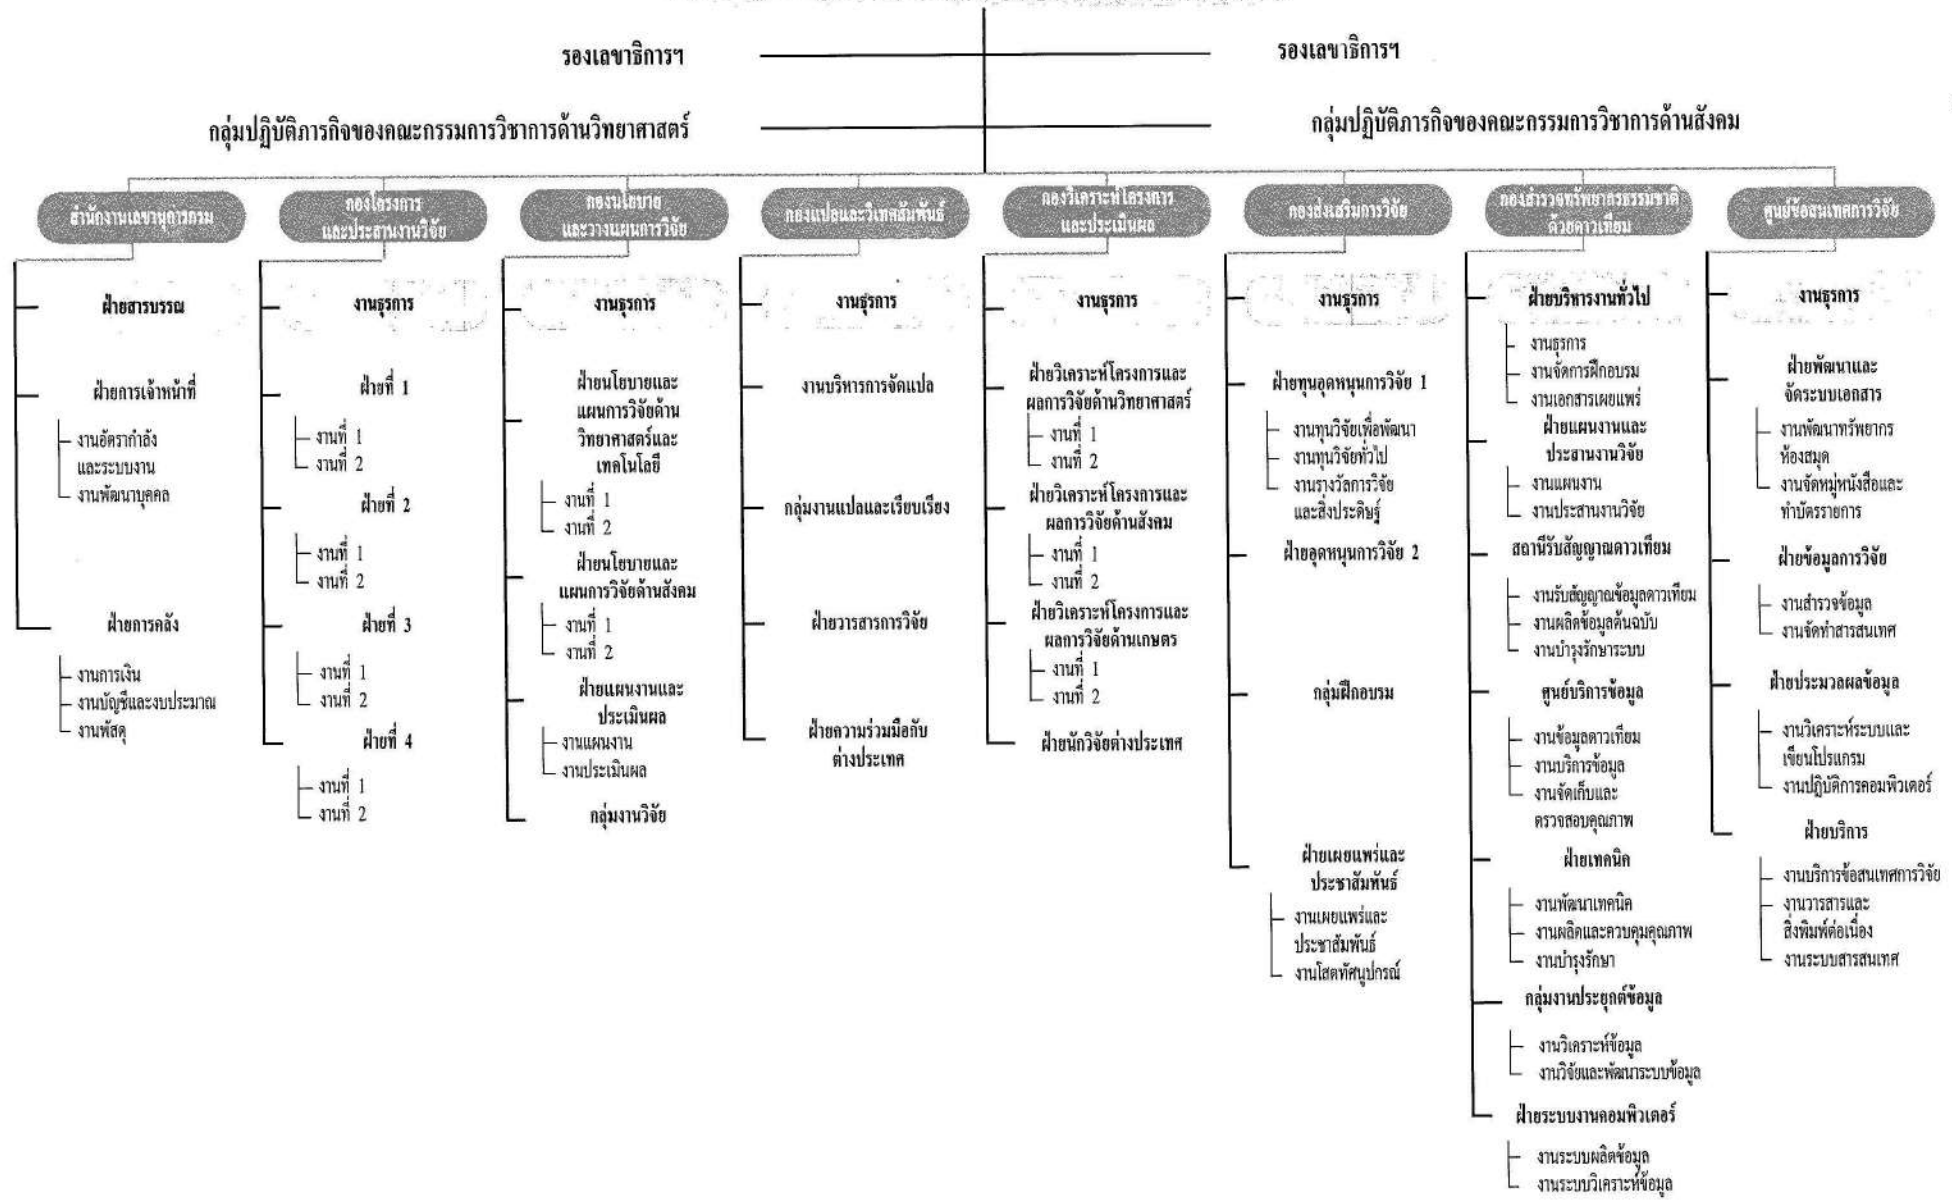 รองเลขาธิการฯ
รองเลขาธิการฯ
กลุ่มปฏิบัติภารกิจของคณะกรรมการวิชาการด้านวิทยาศาสตร์
กลุ่มปฏิบัติภารกิจของคณะกรรมการวิชาการด้านสังคม
สำนักงานเลขานุการกรม
ฝ่ายสารบรรณ
ฝ่ายการเจ้าหน้าที่
งานอัตรากำลัง
และระบบงาน
งานพัฒนาบุคคล
ฝ่ายการคลัง
งานการเงิน
งานบัญชีและงบประมาณ
งานพัสดุ
กองโครงการ
และประสานงานวิจัย
งานธุรการ
ฝ่ายที่ 1
งานที่ 1
งานที่ 2
ฝ่ายที่ 2
งานที่ 1
งานที่ 2
ฝ่ายที่ 3
งานที่ 1
งานที่ 2
ฝ่ายที่ 4
งานที่ 1
งานที่ 2
กองนโยบาย
และวางแผนการวิจัย
งานธุรการ
ฝ่ายนโยบายและ
แผนการวิจัยด้าน
วิทยาศาสตร์และ
เทคโนโลยี
งานที่ 1
งานที่ 2
ฝ่ายนโยบายและ
แผนการวิจัยด้านสังคม
งานที่ 1
งานที่ 2
ฝ่ายแผนงานและ
ประเมินผล
งานแผนงาน
งานประเมินผล
กลุ่มงานวิจัย
กองแปลและวิเทศสัมพันธ์
งานธุรการ
งานบริหารการจัดแปล
กลุ่มงานแปลและเรียบเรียง
ฝ่ายวารสารการวิจัย
ฝ่ายความร่วมมือกับ
ต่างประเทศ
กองวิเคราะห์โครงการ
และประเมินผล
งานธุรการ
ฝ่ายวิเคราะห์โครงการและ
ผลการวิจัยด้านวิทยาศาสตร์
งานที่ 1
งานที่ 2
ฝ่ายวิเคราะห์โครงการและ
ผลการวิจัยด้านสังคม
งานที่ 1
งานที่ 2
ฝ่ายวิเคราะห์โครงการและ
ผลการวิจัยด้านเกษตร
งานที่ 1
งานที่ 2
ฝ่ายนักวิจัยต่างประเทศ
กองส่งเสริมการวิจัย
งานธุรการ
ฝ่ายทุนอุดหนุนการวิจัย 1
งานทุนวิจัยเพื่อพัฒนา
งานทุนวิจัยทั่วไป
งานรางวัลการวิจัย
และสิ่งประดิษฐ์
ฝ่ายอุดหนุนการวิจัย 2
กลุ่มฝึกอบรม
ฝ่ายเผยแพร่และ
ประชาสัมพันธ์
งานเผยแพร่และ
ประชาสัมพันธ์
งานโสตทัศนูปกรณ์
กองสำรวจทรัพยากรธรรมชาติ
ด้วยดาวเทียม
ฝ่ายบริหารงานทั่วไป
งานธุรการ
งานจัดการฝึกอบรม
งานเอกสารเผยแพร่
ฝ่ายแผนงานและ
ประสานงานวิจัย
งานแผนงาน
งานประสานงานวิจัย
สถานีรับสัญญาณดาวเทียม
งานรับสัญญาณข้อมูลดาวเทียม
งานผลิตข้อมูลต้นฉบับ
งานบำรุงรักษาระบบ
ศูนย์บริการข้อมูล
งานข้อมูลดาวเทียม
งานบริการข้อมูล
งานจัดเก็บและ
ตรวจสอบคุณภาพ
ฝ่ายเทคนิค
งานพัฒนาเทคนิค
งานผลิตและควบคุมคุณภาพ
งานบำรุงรักษา
กลุ่มงานประยุกต์ข้อมูล
งานวิเคราะห์ข้อมูล
งานวิจัยและพัฒนาระบบข้อมูล
ฝ่ายระบบงานคอมพิวเตอร์
งานระบบผลิตข้อมูล
งานระบบวิเคราะห์ข้อมูล
ศูนย์ข้อสนเทศการวิจัย
งานธุรการ
ฝ่ายพัฒนาและ
จัดระบบเอกสาร
งานพัฒนาทรัพยากร
ห้องสมุด
งานจัดหมู่หนังสือและ
ทำบัตรรายการ
ฝ่ายข้อมูลการวิจัย
งานสำรวจข้อมูล
งานจัดทำสารสนเทศ
ฝ่ายประมวลผลข้อมูล
งานวิเคราะห์ระบบและ
เขียนโปรแกรม
งานปฏิบัติการคอมพิวเตอร์
ฝ่ายบริการ
งานบริการข้อสนเทศการวิจัย
งานวารสารและ
สิ่งพิมพ์ต่อเนื่อง
งานระบบสารสนเทศ